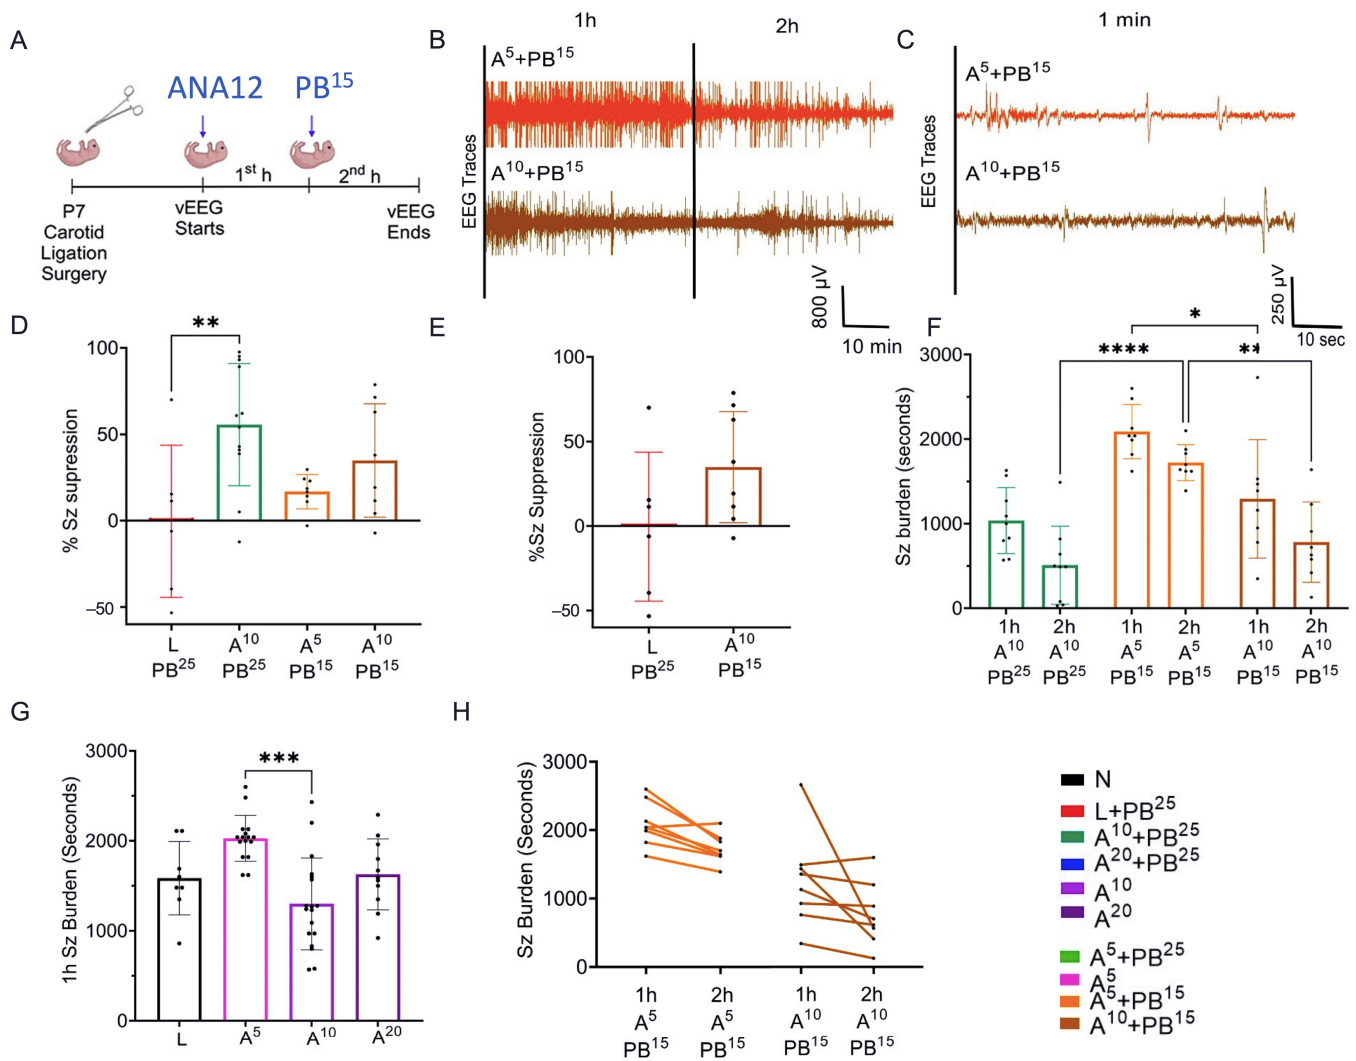 A
ANA12
PB15
1st h
2nd h
P7
Carotid
Ligation
Surgery
vEEG
Starts
vEEG
Ends
B
1h
2h
A5+PB15
A10+PB15
EEG Traces
800 µV
10 min
C
1 min
A5+PB15
A10+PB15
EEG Traces
250 µV
10 sec
D
% Sz supression
100
50
0
–50
**
L
PB25
A10
PB25
A5
PB15
A10
PB15
E
%Sz Suppression
100
50
0
–50
L
PB25
A10
PB15
F
Sz burden (seconds)
3000
2000
1000
0
*
****
**
1h
A10
PB25
2h
A10
PB25
1h
A5
PB15
2h
A5
PB15
1h
A10
PB15
2h
A10
PB15
G
1h Sz Burden (Seconds)
3000
2000
1000
0
***
L
A5
A10
A20
H
Sz Burden (Seconds)
3000
2000
1000
0
1h
A5
PB15
2h
A5
PB15
1h
A10
PB15
2h
A10
PB15
N
L+PB25
A10+PB25
A20+PB25
A10
A20
A5+PB25
A5
A5+PB15
A10+PB15